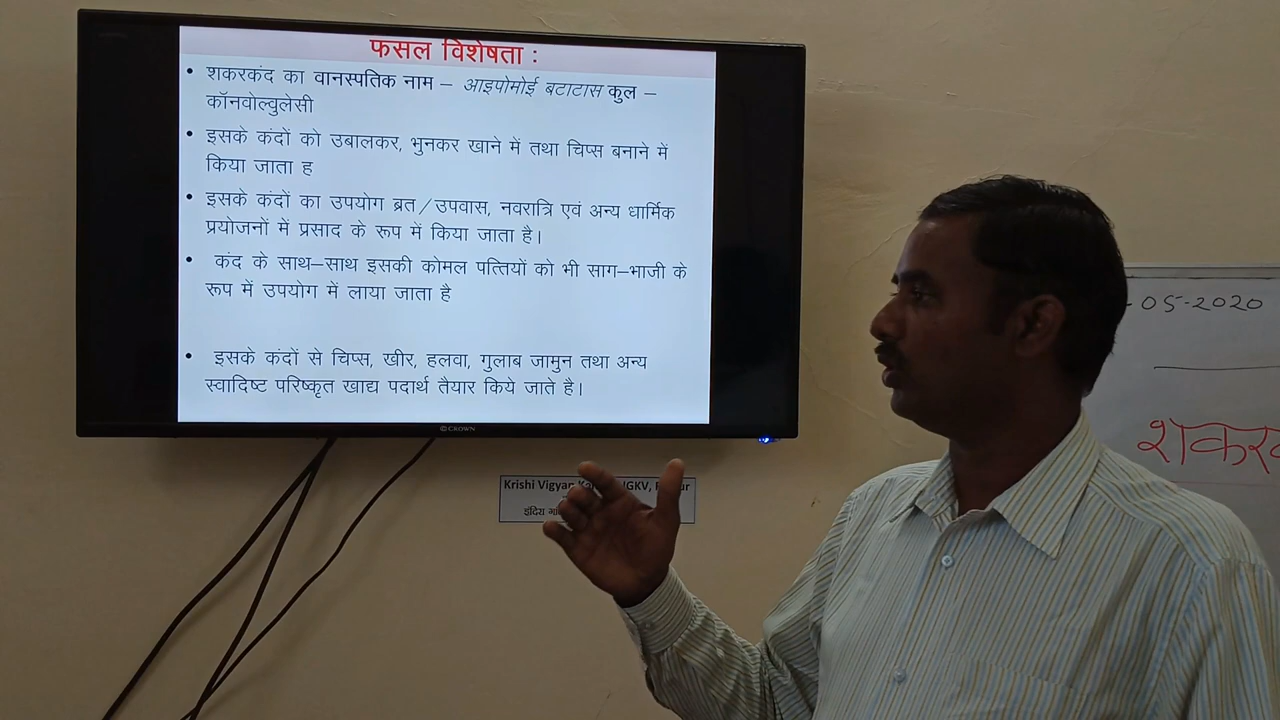 फसल विशेषता :
• शकरकंद का वानस्पतिक नाम – आइपोमोई बटाटास कुल –
कॉनवोल्वुलेसी
• इसके कंदों को उबालकर, भुनकर खाने में तथा चिप्स बनाने में
किया जाता ह
• इसके कंदों का उपयोग ब्रत/उपवास, नवरात्रि एवं अन्य धार्मिक
प्रयोजनों में प्रसाद के रूप में किया जाता है।
• कंद के साथ–साथ इसकी कोमल पत्तियों को भी साग–भाजी के
रूप में उपयोग में लाया जाता है
• इसके कंदों से चिप्स, खीर, हलवा, गुलाब जामुन तथा अन्य
स्वादिष्ट परिष्कृत खाद्य पदार्थ तैयार किये जाते है।
CROWN
Krishi Vigyan
इंदिरा
-05-2020
शकरक